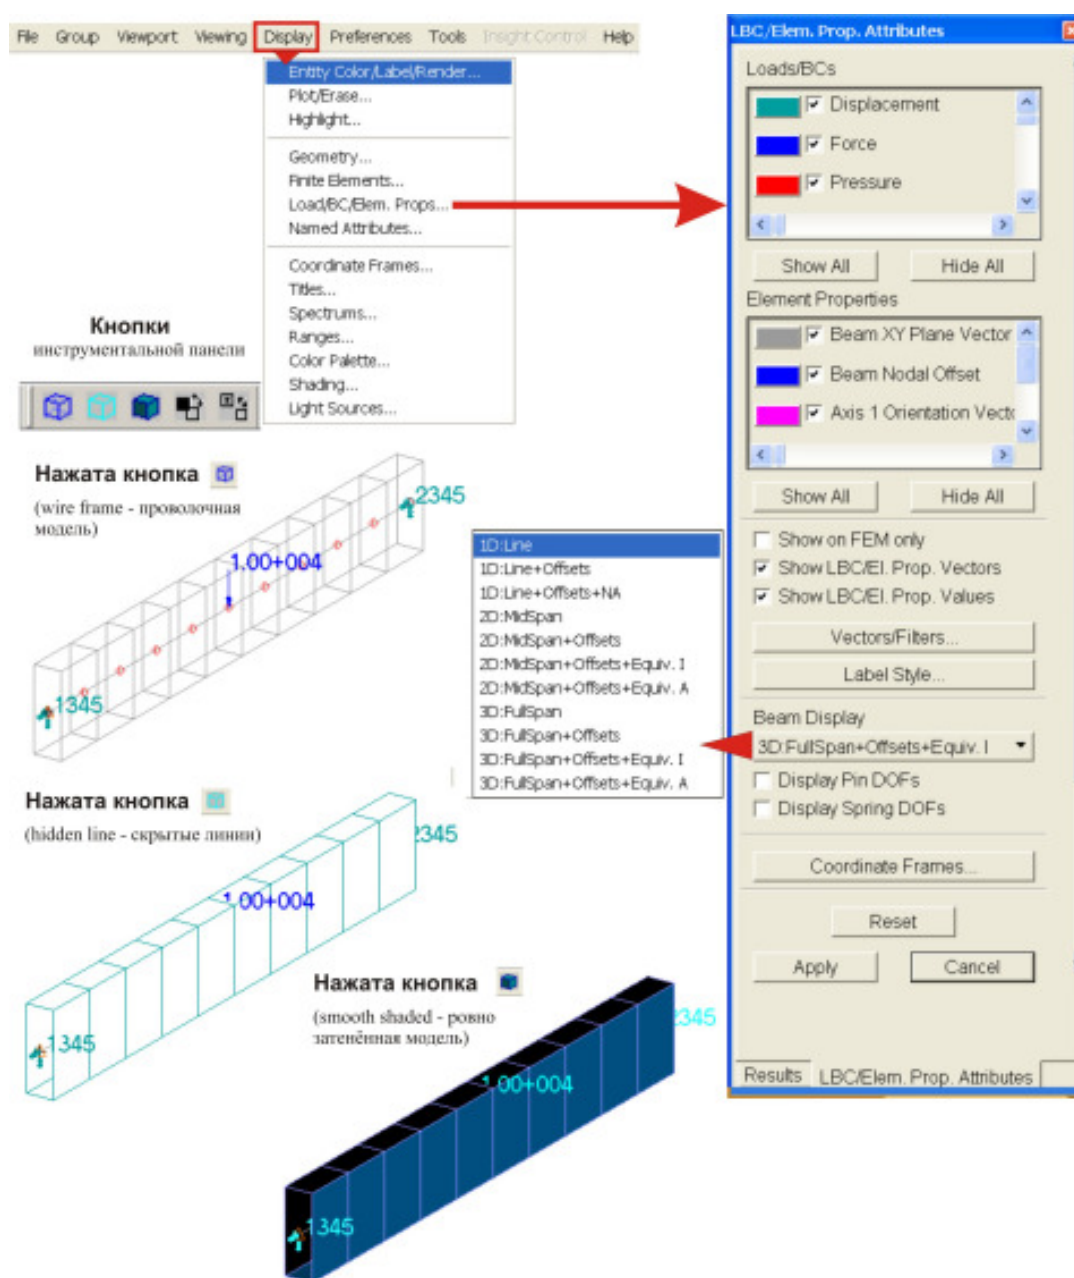 File Group Viewport Viewing Display Preferences Tools Insight Control Help
Entity Color/Label/Render...
Plot/Erase...
Highlight...
Geometry...
Finite Elements...
Load/BC/Elem. Props...
Named Attributes...
Coordinate Frames...
Titles...
Spectrums...
Ranges...
Color Palette...
Shading...
Light Sources...
Кнопки
инструментальной панели
Нажата кнопка
(wire frame - проволочная
модель)
2345
1.00+004
1345
1D:Line
1D:Line+Offsets
1D:Line+Offsets+NA
2D:MidSpan
2D:MidSpan+Offsets
2D:MidSpan+Offsets+Equiv. I
2D:MidSpan+Offsets+Equiv. A
3D:FullSpan
3D:FullSpan+Offsets
3D:FullSpan+Offsets+Equiv. I
3D:FullSpan+Offsets+Equiv. A
Нажата кнопка
(hidden line - скрытые линии)
2345
1.00+004
1345
Нажата кнопка
(smooth shaded - ровно
затенённая модель)
2345
1.00+004
1345
LBC/Elem. Prop. Attributes
Loads/BCs
Displacement
Force
Pressure
Show All Hide All
Element Properties
Beam XY Plane Vector
Beam Nodal Offset
Axis 1 Orientation Vect
Show All Hide All
Show on FEM only
Show LBC/El. Prop. Vectors
Show LBC/El. Prop. Values
Vectors/Filters...
Label Style...
Beam Display
3D:FullSpan+Offsets+Equiv. I
Display Pin DOFs
Display Spring DOFs
Coordinate Frames...
Reset
Apply Cancel
Results LBC/Elem. Prop. Attributes